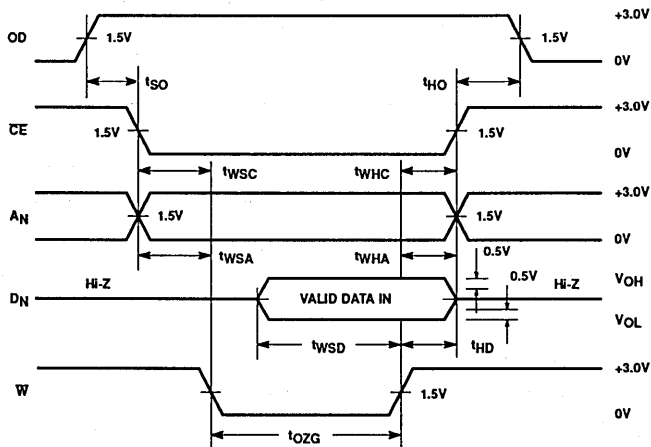 OD 1.5V 1.5V +3.0V
0V
tSO tHO
CE 1.5V 1.5V +3.0V
0V
tWSC tWHC
AN 1.5V 1.5V +3.0V
0V
tWSA tWHA
0.5V
0.5V
DN Hi-Z VALID DATA IN Hi-Z VOH
VOL
tWSD tHD
W 1.5V +3.0V
0V
tOZG